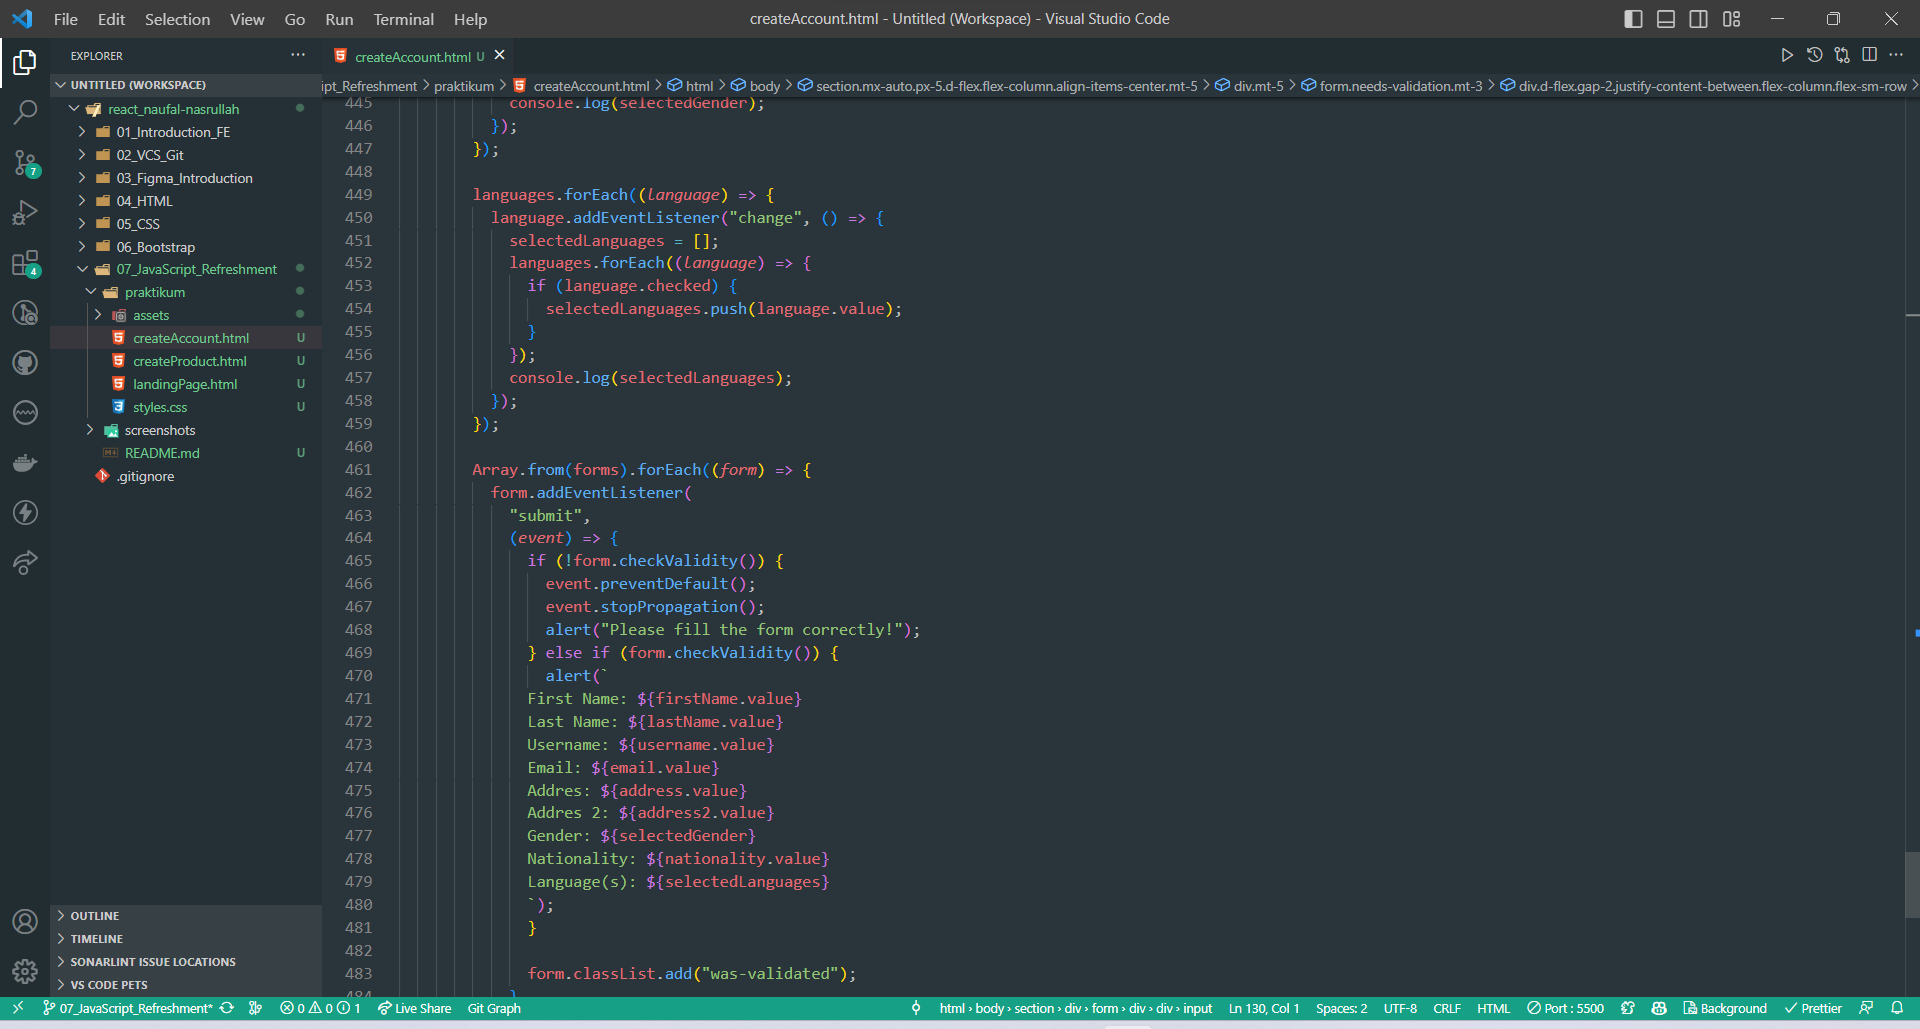 File Edit Selection View Go Run Terminal Help
createAccount.html - Untitled (Workspace) - Visual Studio Code
EXPLORER
createAccount.html U
UNTITLED (WORKSPACE)
ipt_Refreshment > praktikum > createAccount.html > html > body > section.mx-auto.px-5.d-flex.flex-column.align-items-center.mt-5 > div.mt-5 > form.needs-validation.mt-3 > div.d-flex.gap-2.justify-content-between.flex-column.flex-sm-row >
react_naufal-nasrullah
01_Introduction_FE
02_VCS_Git
03_Figma_Introduction
04_HTML
05_CSS
06_Bootstrap
07_JavaScript_Refreshment
praktikum
assets
createAccount.html U
createProduct.html U
landingPage.html U
styles.css U
screenshots
README.md U
.gitignore
7
4
OUTLINE
TIMELINE
SONARLINT ISSUE LOCATIONS
VS CODE PETS
445 console.log(selectedGender);
446 });
447 });
448
449 languages.forEach((language) => {
450 language.addEventListener("change", () => {
451 selectedLanguages = [];
452 languages.forEach((language) => {
453 if (language.checked) {
454 selectedLanguages.push(language.value);
455 }
456 });
457 console.log(selectedLanguages);
458 });
459 });
460
461 Array.from(forms).forEach((form) => {
462 form.addEventListener(
463 "submit",
464 (event) => {
465 if (!form.checkValidity()) {
466 event.preventDefault();
467 event.stopPropagation();
468 alert("Please fill the form correctly!");
469 } else if (form.checkValidity()) {
470 alert(`
471 First Name: ${firstName.value}
472 Last Name: ${lastName.value}
473 Username: ${username.value}
474 Email: ${email.value}
475 Addres: ${address.value}
476 Addres 2: ${address2.value}
477 Gender: ${selectedGender}
478 Nationality: ${nationality.value}
479 Language(s): ${selectedLanguages}
480 `);
481 }
482
483 form.classList.add("was-validated");
484 }
07_JavaScript_Refreshment* 0 0 1 Live Share Git Graph html › body › section › div › form › div › div › input Ln 130, Col 1 Spaces: 2 UTF-8 CRLF HTML Port : 5500 Background Prettier